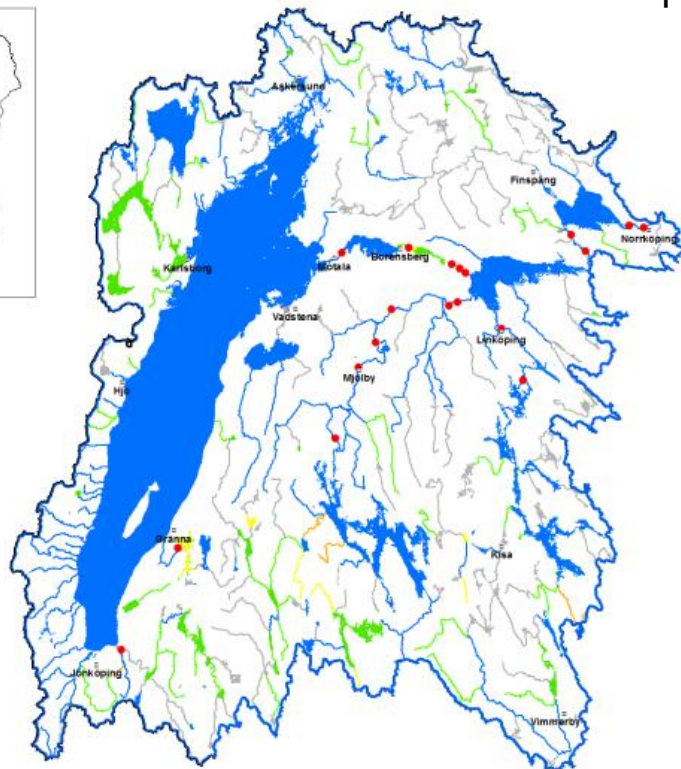 Askersund
Finspång
Norrköping
Borensberg
Karlsborg
Motala
Vadstena
Linköping
Mjölby
Hjo
Gränna
Kisa
Jönköping
Vimmerby